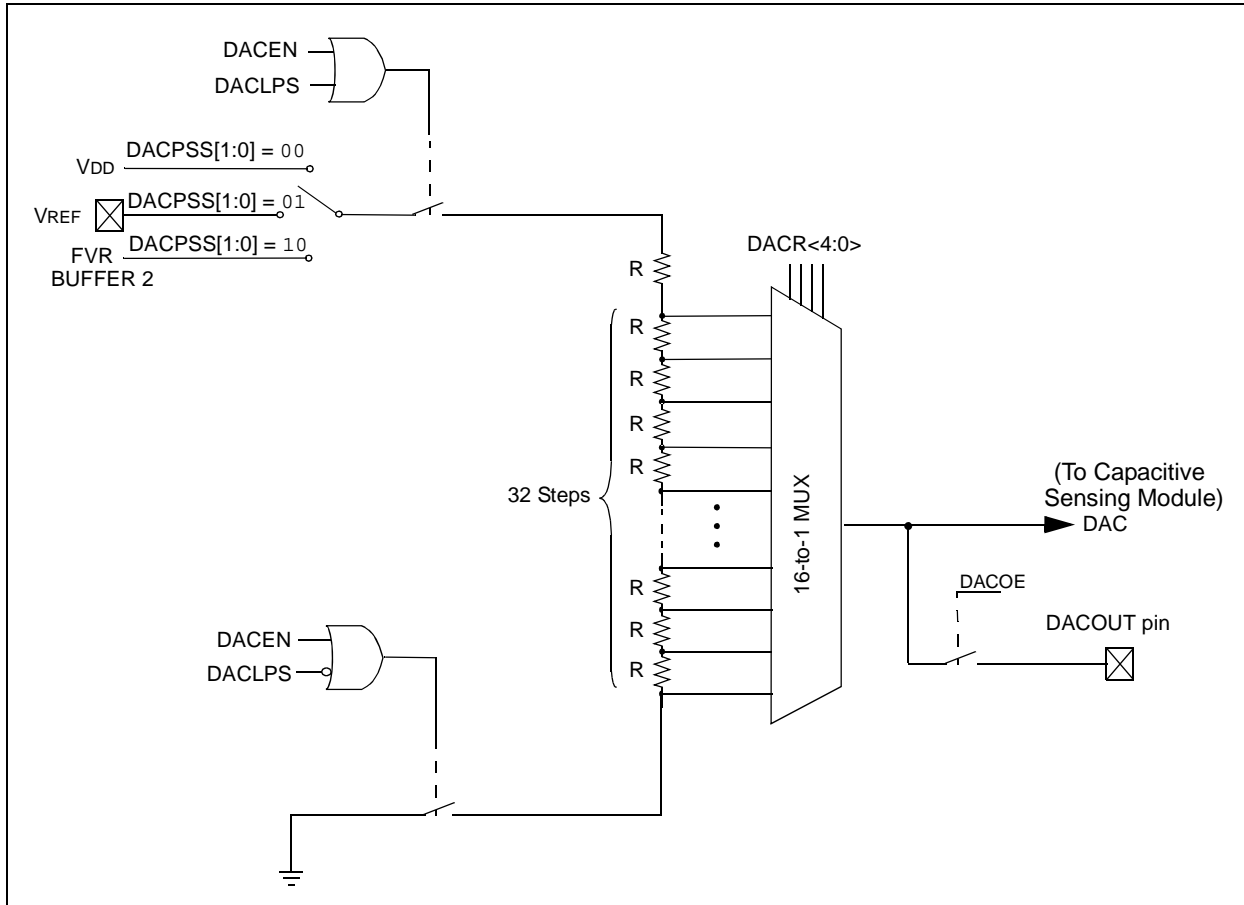 DACEN
DACLPS
VDD DACPSS[1:0] = 00
VREF DACPSS[1:0] = 01
FVR DACPSS[1:0] = 10
BUFFER 2
DACR<4:0>
R
R
R
R
R
32 Steps
R
R
R
16-to-1 MUX
(To Capacitive
Sensing Module)
DAC
DACOE
DACOUT pin
DACEN
DACLPS